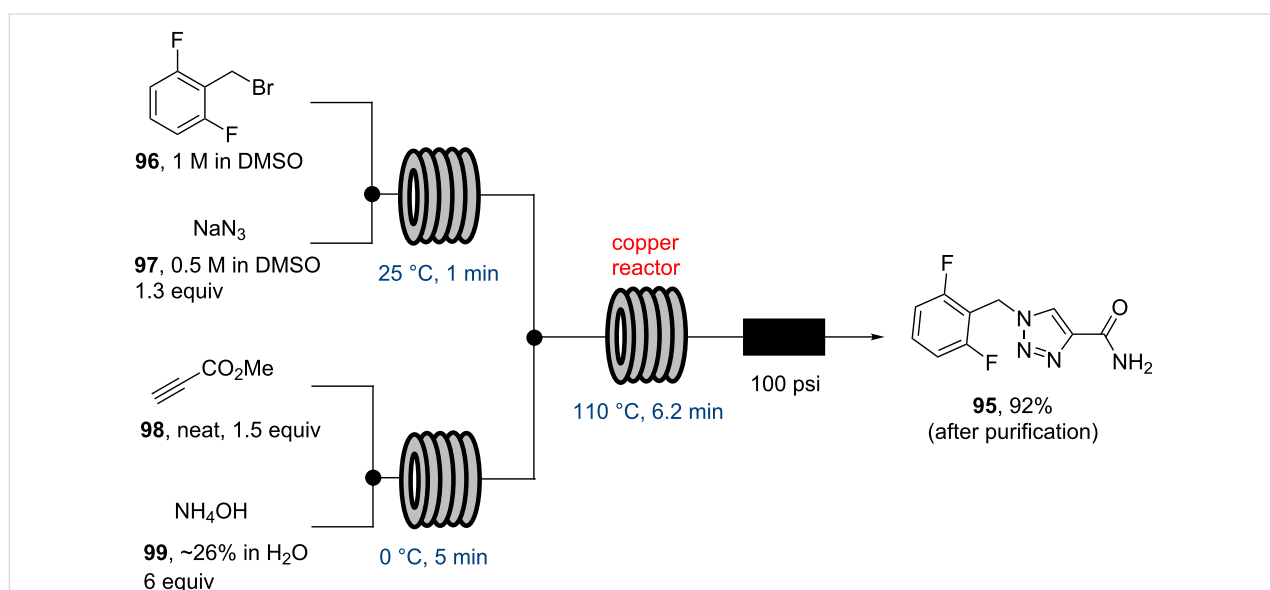 F
Br
F
96, 1 M in DMSO
NaN₃
97, 0.5 M in DMSO
1.3 equiv
25 °C, 1 min
CO₂Me
98, neat, 1.5 equiv
NH₄OH
99, ~26% in H₂O
6 equiv
0 °C, 5 min
copper
reactor
110 °C, 6.2 min
100 psi
F
N
O
N
N
F
NH₂
95, 92%
(after purification)